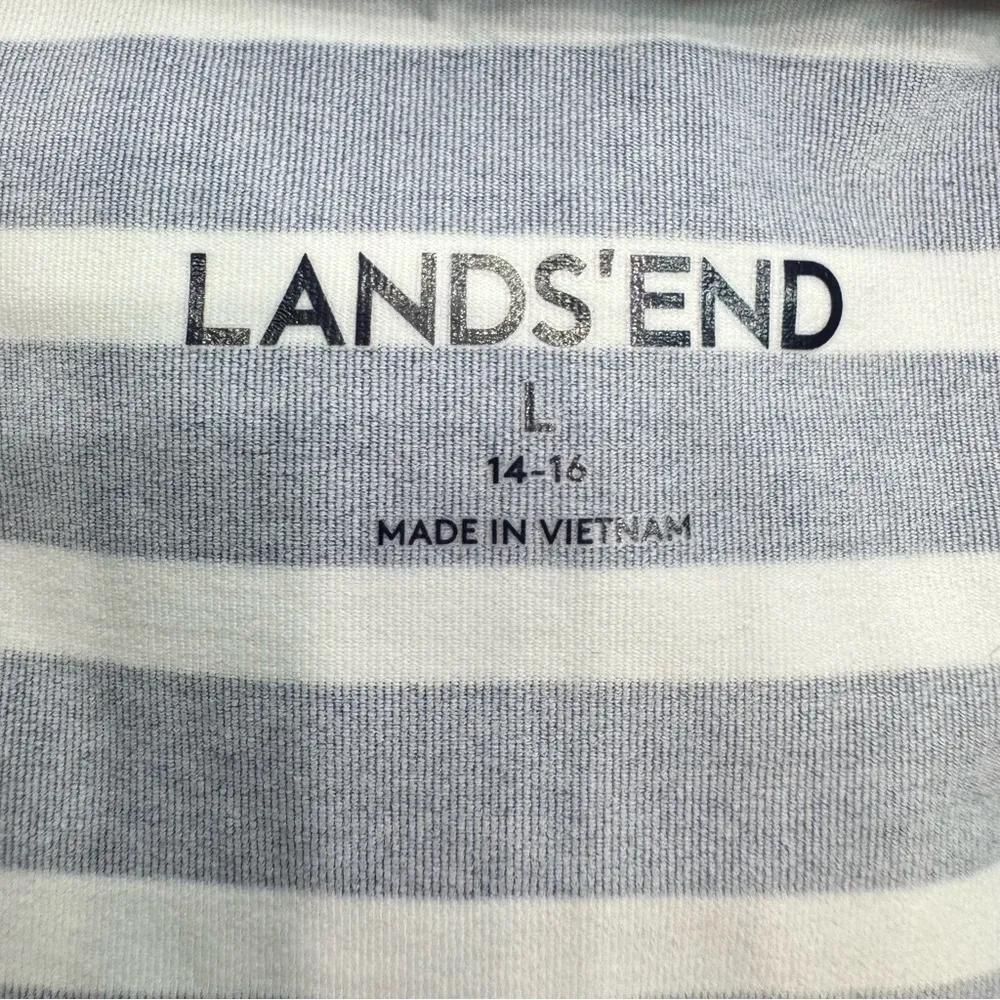 LANDS'END
L
14-16
MADE IN VIETNAM